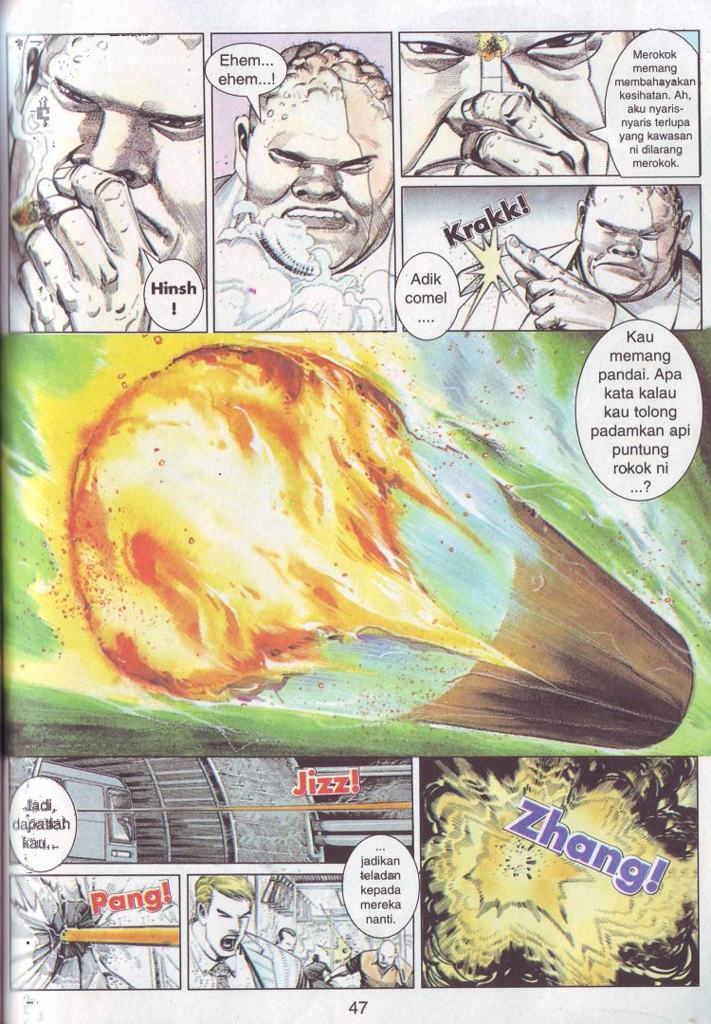 Hinsh
!
Ehem...
ehem...!
Merokok
memang
membahayakan
kesihatan. Ah,
aku nyaris-
nyaris terlupa
yang kawasan
ni dilarang
merokok.
Krakk!
Adik
comel
....
Kau
memang
pandai. Apa
kata kalau
kau tolong
padamkan api
puntung
rokok ni
...?
Jadi,
dapatlah
kau...
Jizz!
Pang!
...
jadikan
teladan
kepada
mereka
nanti.
Zhang!
47